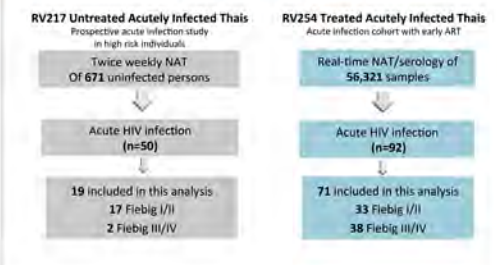 RV217 Untreated Acutely Infected Thais
Prospective acute infection study
in high risk individuals
Twice weekly NAT
Of 671 uninfected persons
Acute HIV infection
(n=50)
19 included in this analysis
17 Fiebig I/II
2 Fiebig III/IV
RV254 Treated Acutely Infected Thais
Acute infection cohort with early ART
Real-time NAT/serology of
56,321 samples
Acute HIV infection
(n=92)
71 included in this analysis
33 Fiebig I/II
38 Fiebig III/IV